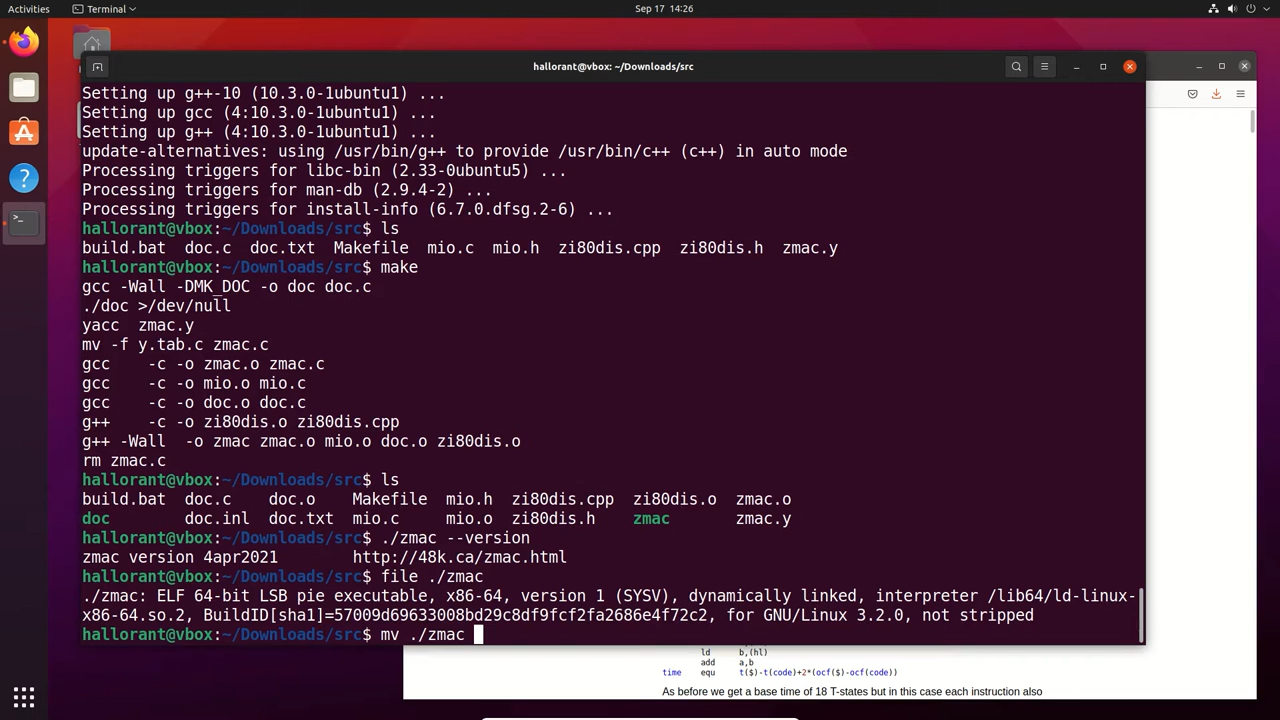 Activities
Terminal
Sep 17 14:26
hallorant@vbox: ~/Downloads/src
Setting up g++-10 (10.3.0-1ubuntu1) ...
Setting up gcc (4:10.3.0-1ubuntu1) ...
Setting up g++ (4:10.3.0-1ubuntu1) ...
update-alternatives: using /usr/bin/g++ to provide /usr/bin/c++ (c++) in auto mode
Processing triggers for libc-bin (2.33-0ubuntu5) ...
Processing triggers for man-db (2.9.4-2) ...
Processing triggers for install-info (6.7.0.dfsg.2-6) ...
hallorant@vbox:~/Downloads/src$ ls
build.bat doc.c doc.txt Makefile mio.c mio.h zi80dis.cpp zi80dis.h zmac.y
hallorant@vbox:~/Downloads/src$ make
gcc -Wall -DMK_DOC -o doc doc.c
./doc >/dev/null
yacc zmac.y
mv -f y.tab.c zmac.c
gcc -c -o zmac.o zmac.c
gcc -c -o mio.o mio.c
gcc -c -o doc.o doc.c
g++ -c -o zi80dis.o zi80dis.cpp
g++ -Wall -o zmac zmac.o mio.o doc.o zi80dis.o
rm zmac.c
hallorant@vbox:~/Downloads/src$ ls
build.bat doc.c doc.o Makefile mio.h zi80dis.cpp zi80dis.o zmac.o
doc doc.inl doc.txt mio.c mio.o zi80dis.h zmac zmac.y
hallorant@vbox:~/Downloads/src$ ./zmac --version
zmac version 4apr2021 http://48k.ca/zmac.html
hallorant@vbox:~/Downloads/src$ file ./zmac
./zmac: ELF 64-bit LSB pie executable, x86-64, version 1 (SYSV), dynamically linked, interpreter /lib64/ld-linux-
x86-64.so.2, BuildID[sha1]=57009d69633008bd29c8df9fcf2fa2686e4f72c2, for GNU/Linux 3.2.0, not stripped
hallorant@vbox:~/Downloads/src$ mv ./zmac
ld b,(hl)
add a,b
time equ t($)-t(code)+2*(ocf($)-ocf(code))
As before we get a base time of 18 T-states but in this case each instruction also